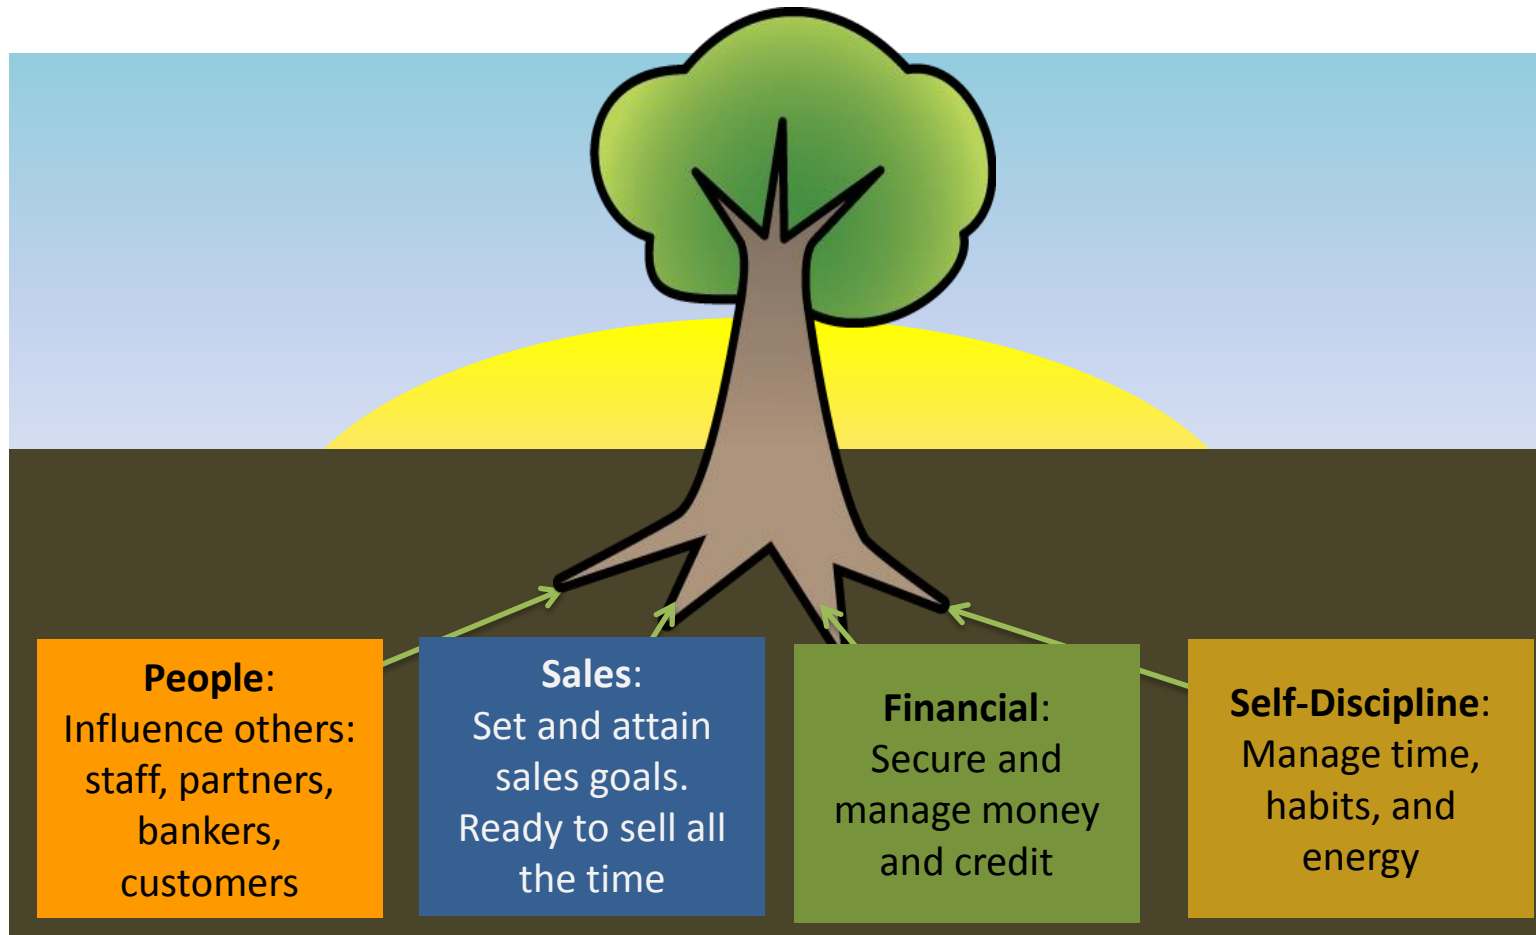 People:
Influence others:
staff, partners,
bankers,
customers
Sales:
Set and attain
sales goals.
Ready to sell all
the time
Financial:
Secure and
manage money
and credit
Self-Discipline:
Manage time,
habits, and
energy